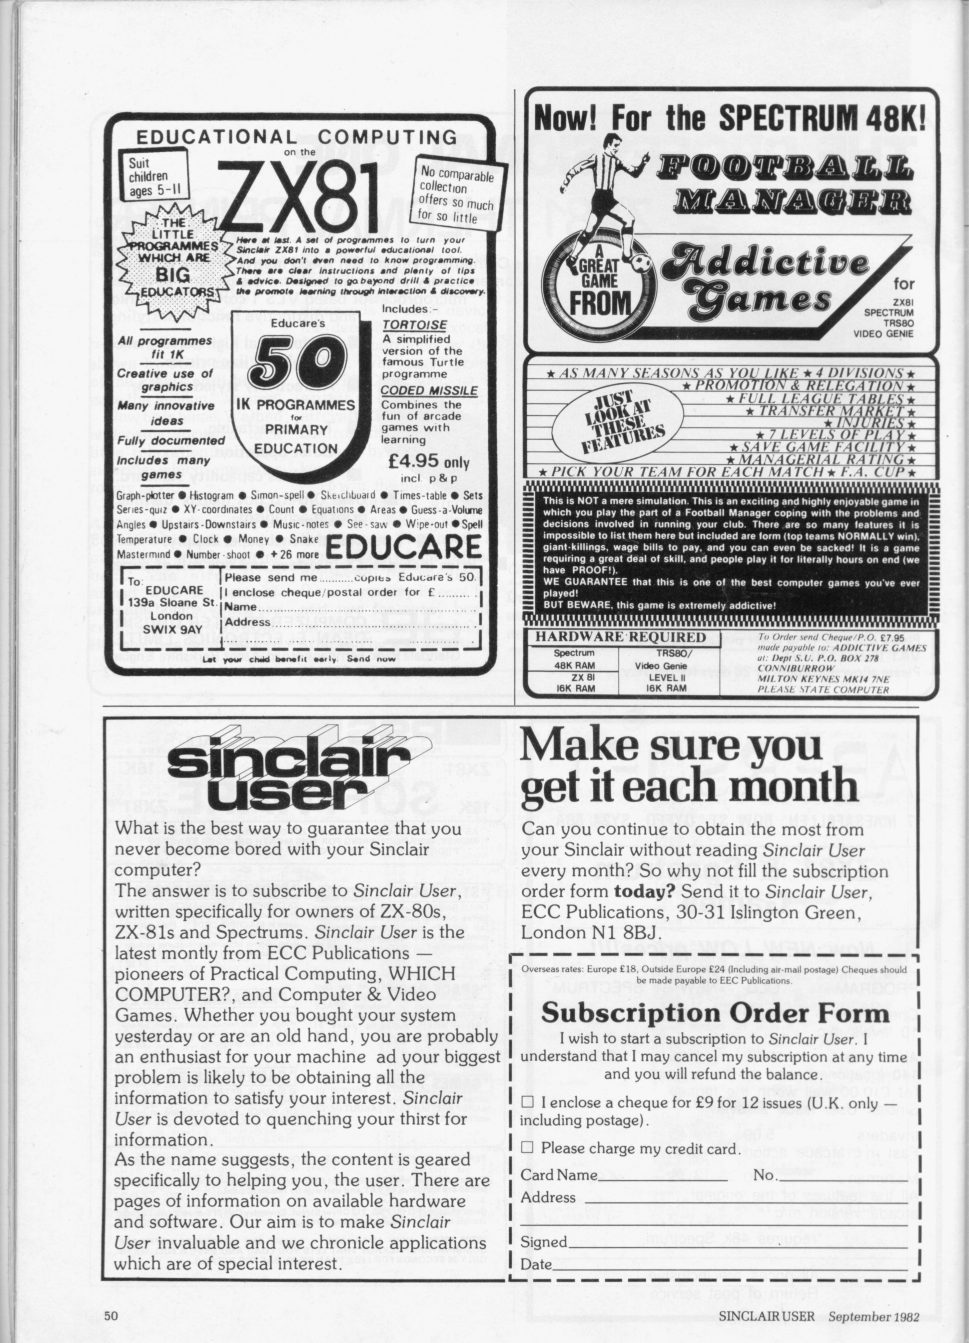 EDUCATIONAL COMPUTING
on the
ZX81
Suit
children
ages 5-11
No comparable
collection
offers so much
for so little
THE
LITTLE
PROGRAMMES
WHICH ARE
BIG
EDUCATORS
Here at last. A set of programmes to turn your
Sinclair ZX81 into a powerful educational tool.
And you don't even need to know programming.
There are clear instructions and plenty of tips
& advice. Designed to go beyond drill & practice
the promote learning through interaction & discovery.
All programmes
fit 1K
Creative use of
graphics
Many innovative
ideas
Fully documented
Includes many
games
Educare's
50
1K PROGRAMMES
for
PRIMARY
EDUCATION
Includes:-
TORTOISE
A simplified
version of the
famous Turtle
programme
CODED MISSILE
Combines the
fun of arcade
games with
learning
£4.95 only
incl. p&p
Graph-plotter ● Histogram ● Simon-spell ● Sketchboard ● Times-table ● Sets
Series-quiz ● XY-coordinates ● Count ● Equations ● Areas ● Guess-a-Volume
Angles ● Upstairs-Downstairs ● Music-notes ● See-saw ● Wipe-out ● Spell
Temperature ● Clock ● Money ● Snake
Mastermind ● Number-shoot ● +26 more
EDUCARE
To:
EDUCARE
139a Sloane St.
London
SWIX 9AY
Please send me ...........copies Educare's 50.
I enclose cheque/postal order for £ ..........
Name
Address
Let your child benefit early. Send now
Now! For the SPECTRUM 48K!
FOOTBALL
MANAGER
A
GREAT
GAME
FROM
Addictive
Games
for
ZX81
SPECTRUM
TRS80
VIDEO GENIE
JUST
LOOK AT
THESE
FEATURES
★ AS MANY SEASONS AS YOU LIKE ★ 4 DIVISIONS ★
★ PROMOTION & RELEGATION ★
★ FULL LEAGUE TABLES ★
★ TRANSFER MARKET ★
★ INJURIES ★
★ 7 LEVELS OF PLAY ★
★ SAVE GAME FACILITY ★
★ MANAGERIAL RATING ★
★ PICK YOUR TEAM FOR EACH MATCH ★ F.A. CUP ★
This is NOT a mere simulation. This is an exciting and highly enjoyable game in
which you play the part of a Football Manager coping with the problems and
decisions involved in running your club. There are so many features it is
impossible to list them here but included are form (top teams NORMALLY win),
giant-killings, wage bills to pay, and you can even be sacked! It is a game
requiring a great deal of skill, and people play it for literally hours on end (we
have PROOF!).
WE GUARANTEE that this is one of the best computer games you've ever
played!
BUT BEWARE, this game is extremely addictive!
HARDWARE REQUIRED
Spectrum
48K RAM
TRS80/
Video Genie
ZX 81
16K RAM
LEVEL II
16K RAM
To Order send Cheque/P.O. £7.95
made payable to: ADDICTIVE GAMES
at: Dept S.U. P.O. BOX 278
CONNIBURROW
MILTON KEYNES MK14 7NE
PLEASE STATE COMPUTER
sinclair
user
What is the best way to guarantee that you
never become bored with your Sinclair
computer?
The answer is to subscribe to Sinclair User,
written specifically for owners of ZX-80s,
ZX-81s and Spectrums. Sinclair User is the
latest montly from ECC Publications —
pioneers of Practical Computing, WHICH
COMPUTER?, and Computer & Video
Games. Whether you bought your system
yesterday or are an old hand, you are probably
an enthusiast for your machine ad your biggest
problem is likely to be obtaining all the
information to satisfy your interest. Sinclair
User is devoted to quenching your thirst for
information.
As the name suggests, the content is geared
specifically to helping you, the user. There are
pages of information on available hardware
and software. Our aim is to make Sinclair
User invaluable and we chronicle applications
which are of special interest.
Make sure you
get it each month
Can you continue to obtain the most from
your Sinclair without reading Sinclair User
every month? So why not fill the subscription
order form today? Send it to Sinclair User,
ECC Publications, 30-31 Islington Green,
London N1 8BJ.
Overseas rates: Europe £18, Outside Europe £24 (Including air-mail postage) Cheques should
be made payable to EEC Publications.
Subscription Order Form
I wish to start a subscription to Sinclair User. I
understand that I may cancel my subscription at any time
and you will refund the balance.
☐ I enclose a cheque for £9 for 12 issues (U.K. only —
including postage).
☐ Please charge my credit card.
Card Name No.
Address
Signed
Date
50
SINCLAIR USER September 1982